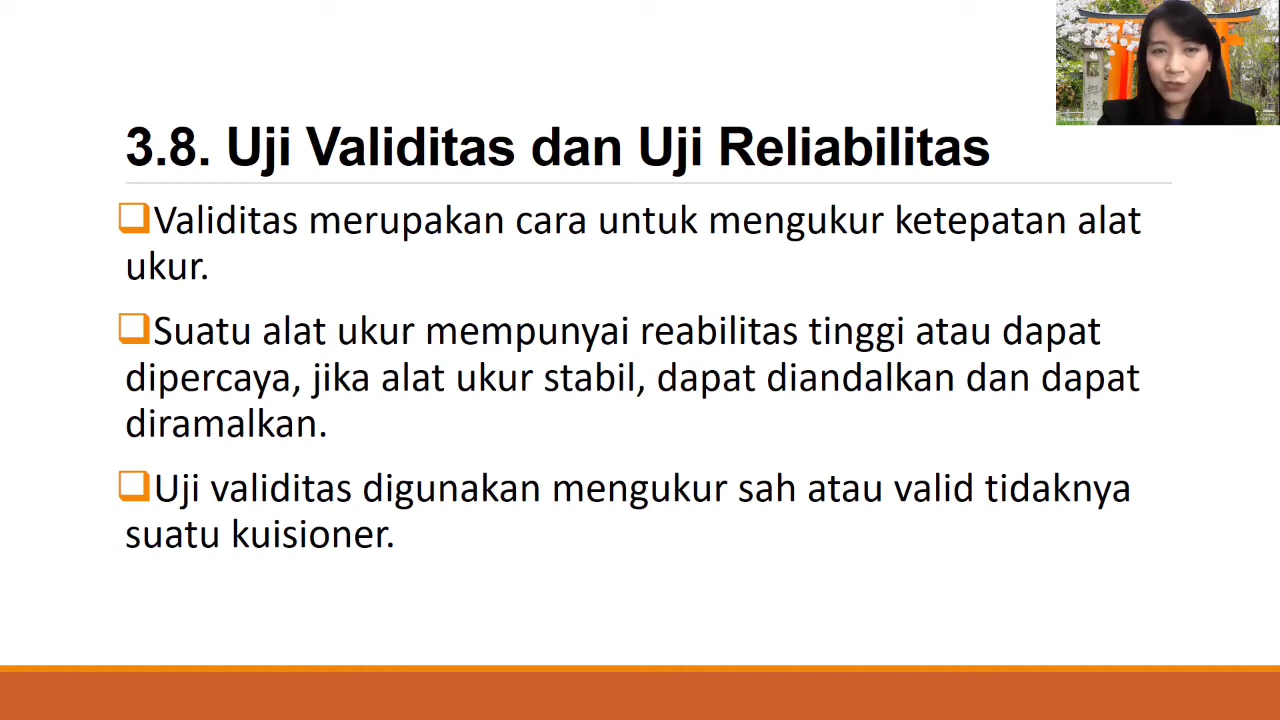 3.8. Uji Validitas dan Uji Reliabilitas
Validitas merupakan cara untuk mengukur ketepatan alat
ukur.
Suatu alat ukur mempunyai reabilitas tinggi atau dapat
dipercaya, jika alat ukur stabil, dapat diandalkan dan dapat
diramalkan.
Uji validitas digunakan mengukur sah atau valid tidaknya
suatu kuisioner.